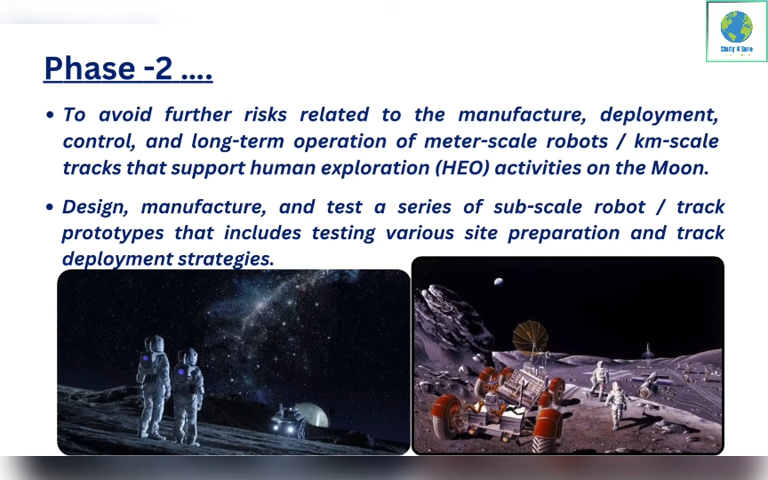 Study 4 Sure
Phase -2 ....
• To avoid further risks related to the manufacture, deployment,
control, and long-term operation of meter-scale robots / km-scale
tracks that support human exploration (HEO) activities on the Moon.
• Design, manufacture, and test a series of sub-scale robot / track
prototypes that includes testing various site preparation and track
deployment strategies.